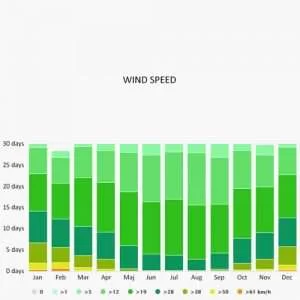 WIND SPEED
30 days
25 days
20 days
15 days
10 days
5 days
0 days
Jan Feb Mar Apr May Jun Jul Aug Sep Oct Nov Dec
0 >1 >5 >12 >19 >28 >38 >50 >61 km/h